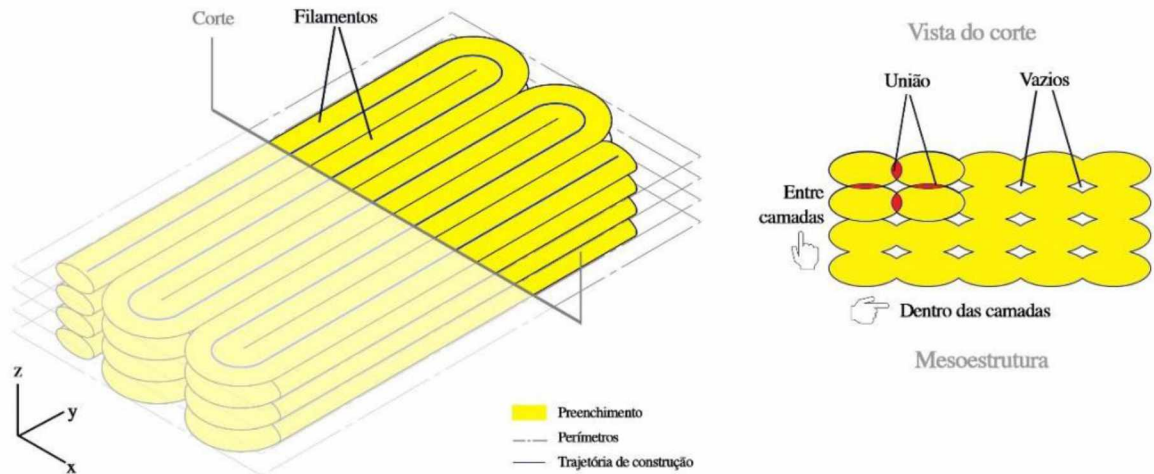 Corte
Filamentos
Vista do corte
União
Vazios
Entre
camadas
Dentro das camadas
Mesoestrutura
z
y
x
Preenchimento
Perímetros
Trajetória de construção